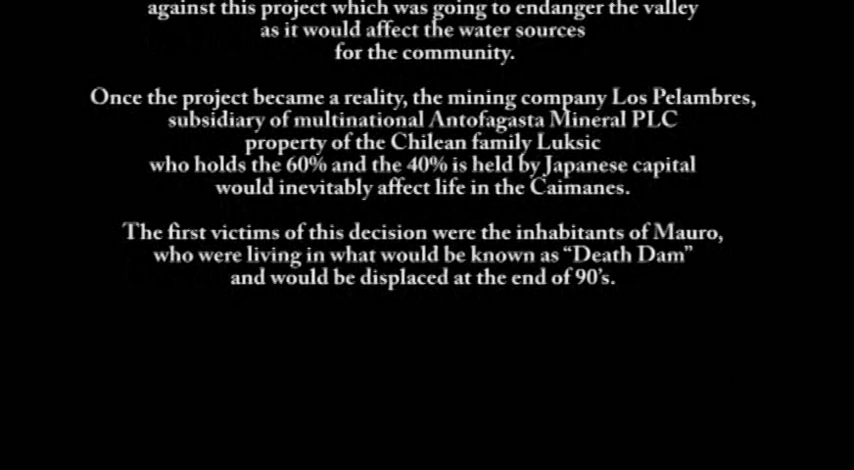 against this project which was going to endanger the valley
as it would affect the water sources
for the community.
Once the project became a reality, the mining company Los Pelambres,
subsidiary of multinational Antofagasta Mineral PLC
property of the Chilean family Luksic
who holds the 60% and the 40% is held by Japanese capital
would inevitably affect life in the Caimanes.
The first victims of this decision were the inhabitants of Mauro,
who were living in what would be known as “Death Dam”
and would be displaced at the end of 90’s.